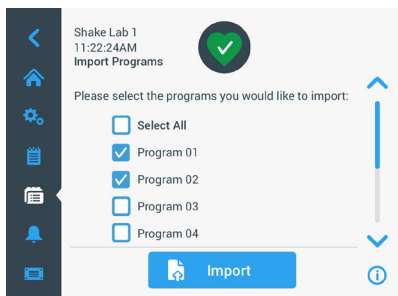 Shake Lab 1
11:22:24AM
Import Programs
Please select the programs you would like to import:
Select All
Program 01
Program 02
Program 03
Program 04
Import